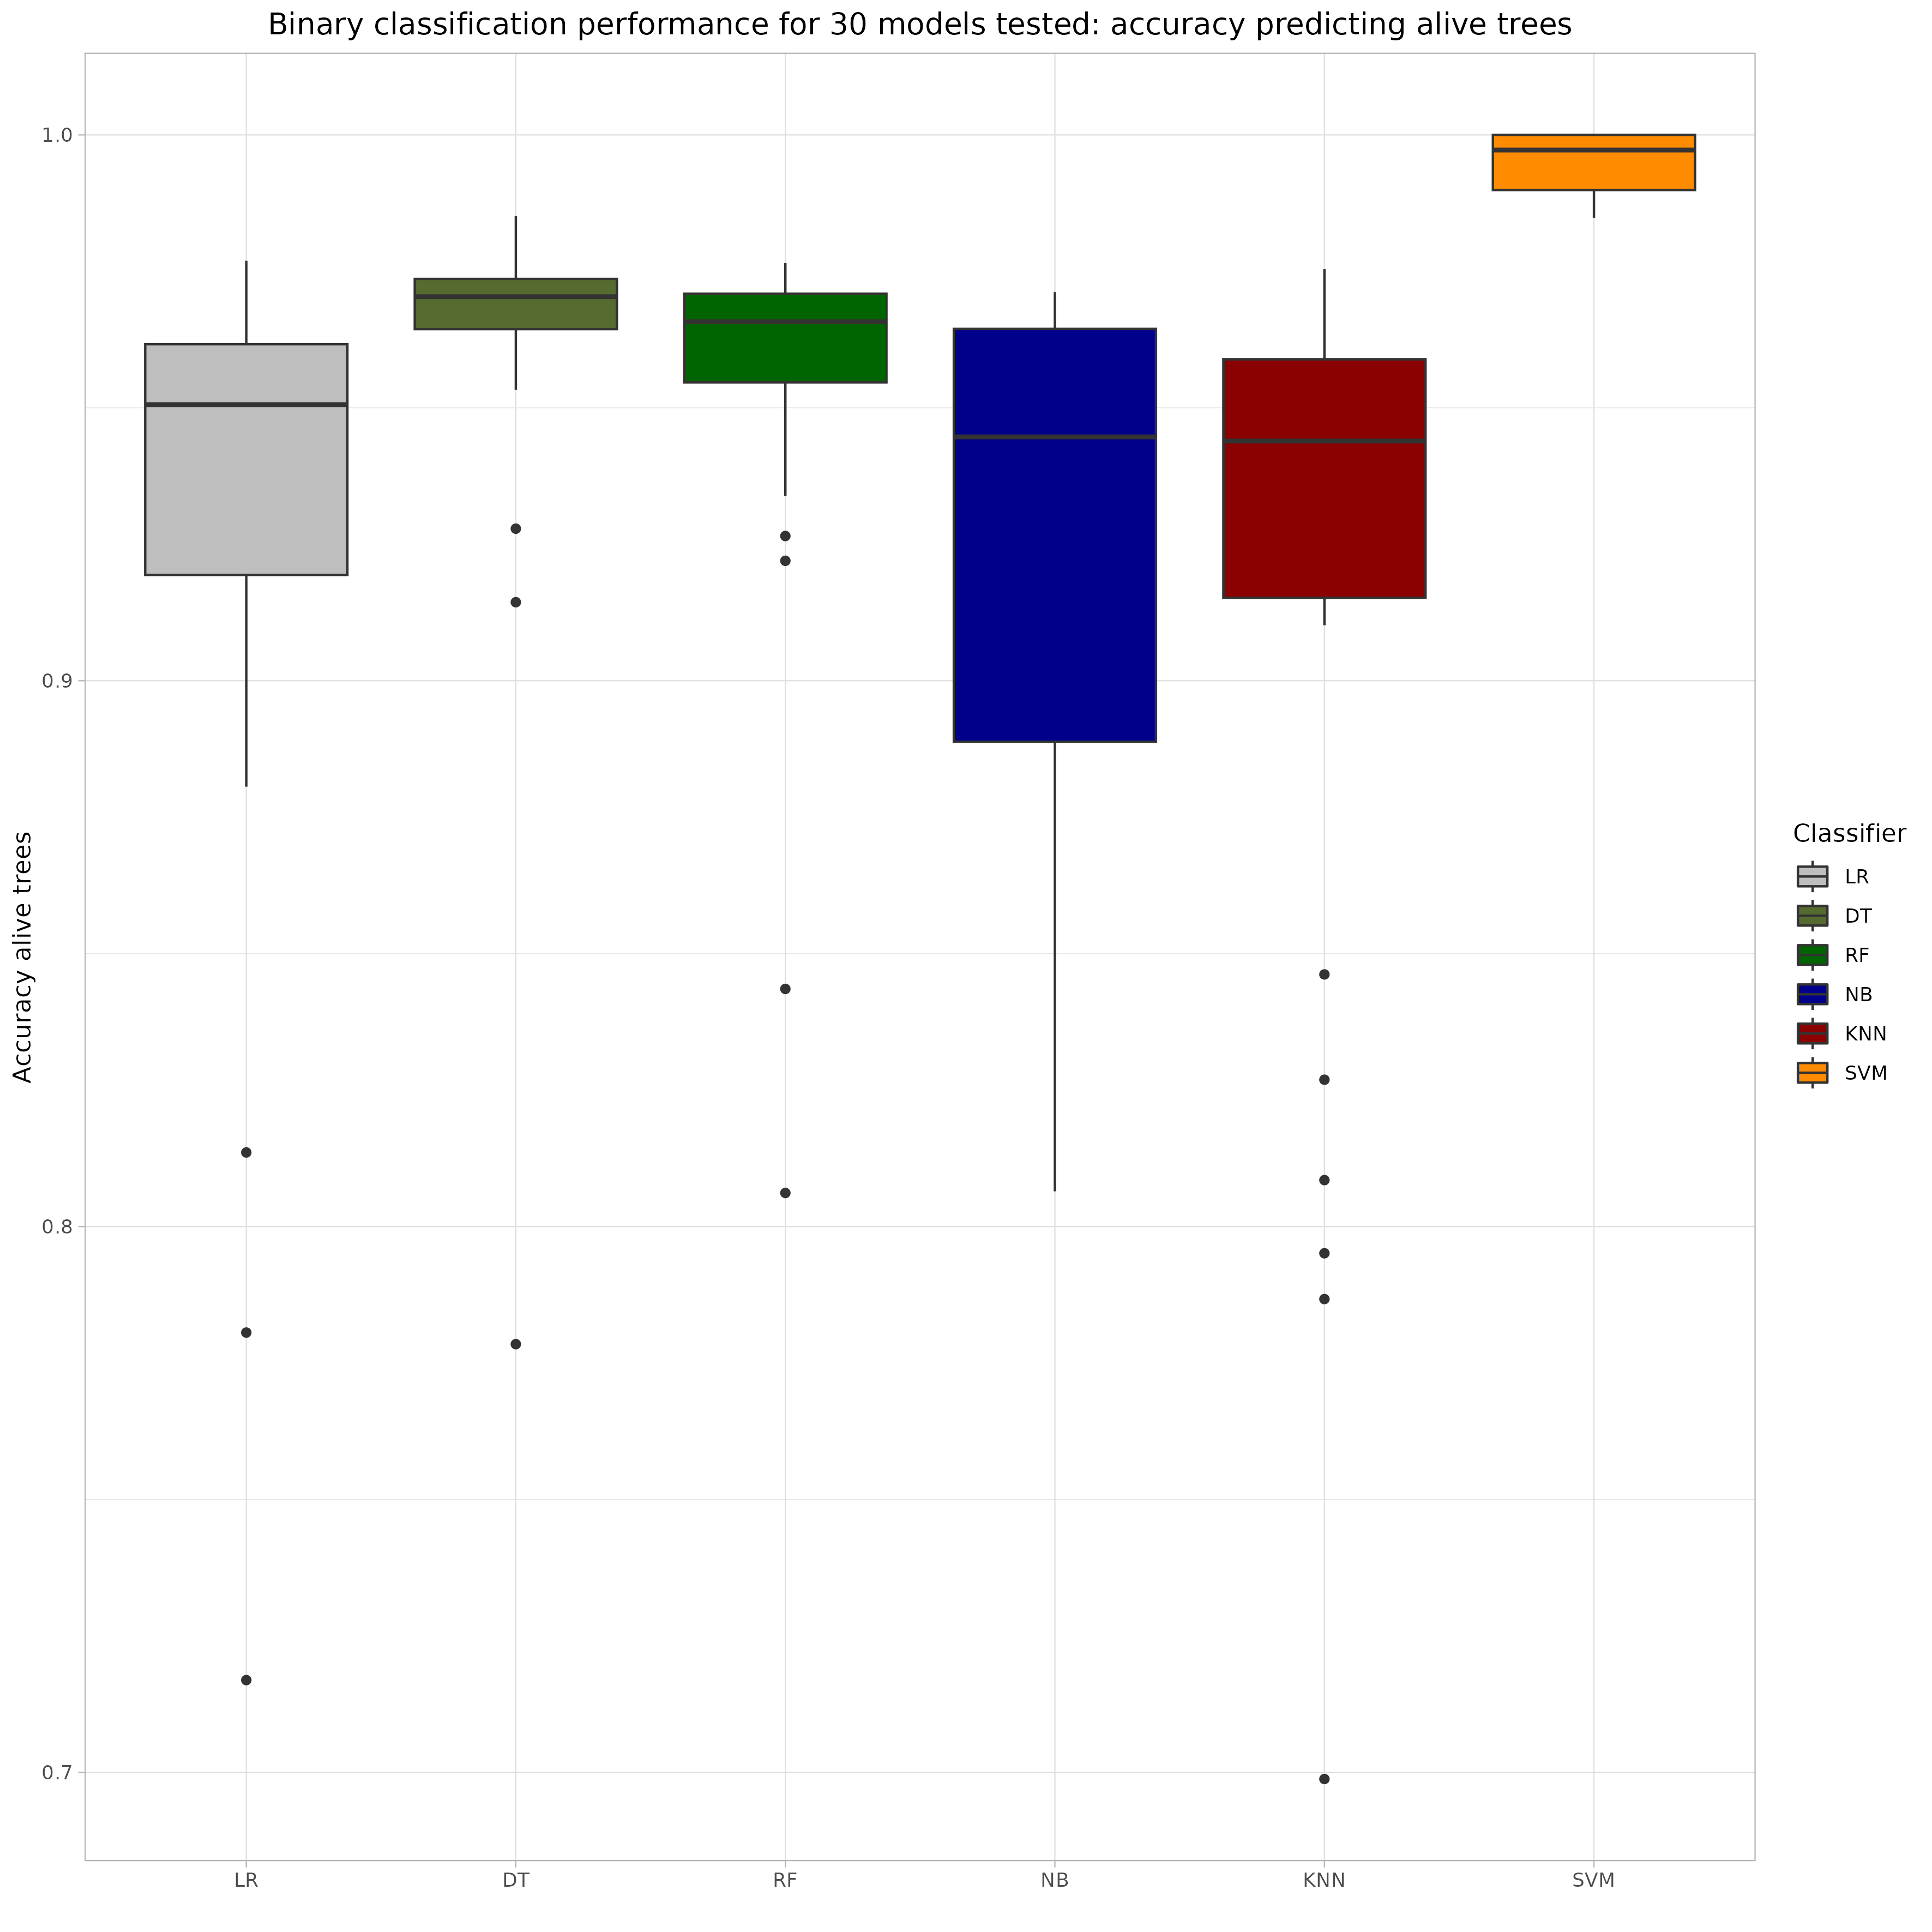 Binary classification performance for 30 models tested: accuracy predicting alive trees
1.0
0.9
0.8
0.7
Accuracy alive trees
LR
DT
RF
NB
KNN
SVM
Classifier
LR
DT
RF
NB
KNN
SVM